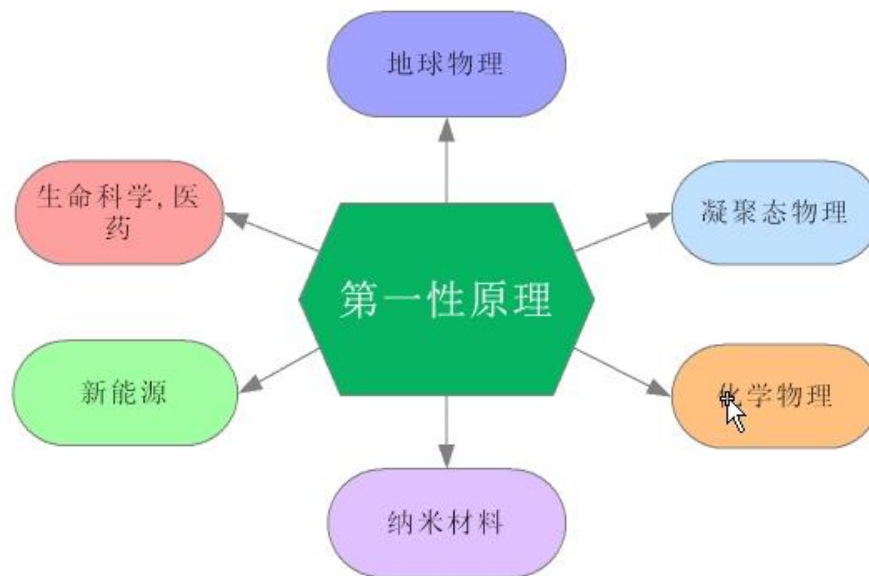 地球物理
生命科学,医
药
凝聚态物理
第一性原理
新能源
化学物理
纳米材料